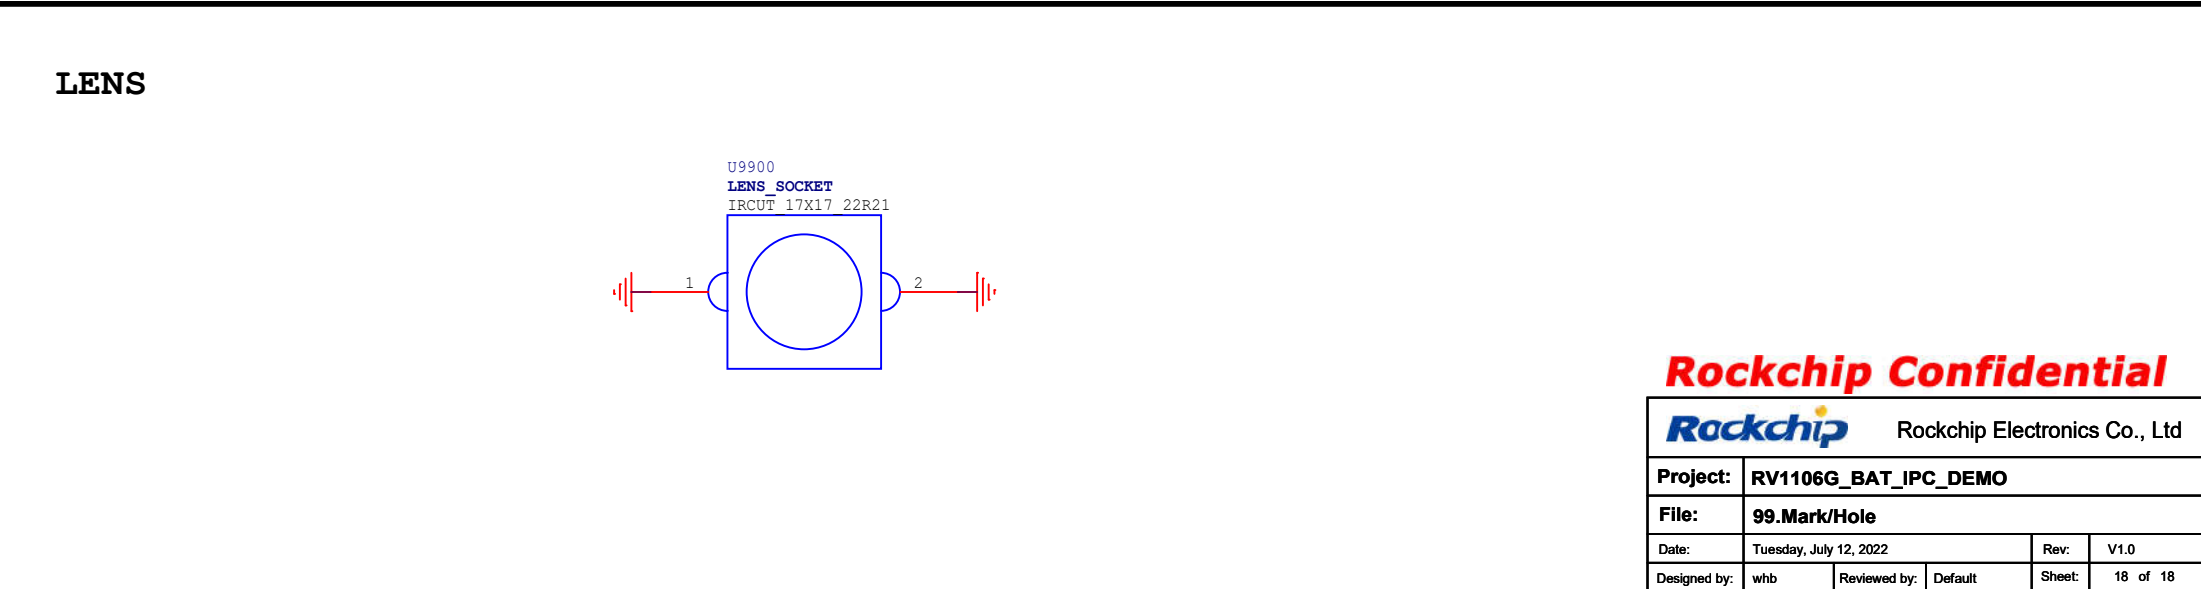 LENS
U9900
LENS_SOCKET
IRCUT_17X17_22R21
1
2
Rockchip Confidential
Rockchip Rockchip Electronics Co., Ltd
Project: RV1106G_BAT_IPC_DEMO
File: 99.Mark/Hole
Date: Tuesday, July 12, 2022 Rev: V1.0
Designed by: whb Reviewed by: Default Sheet: 18 of 18